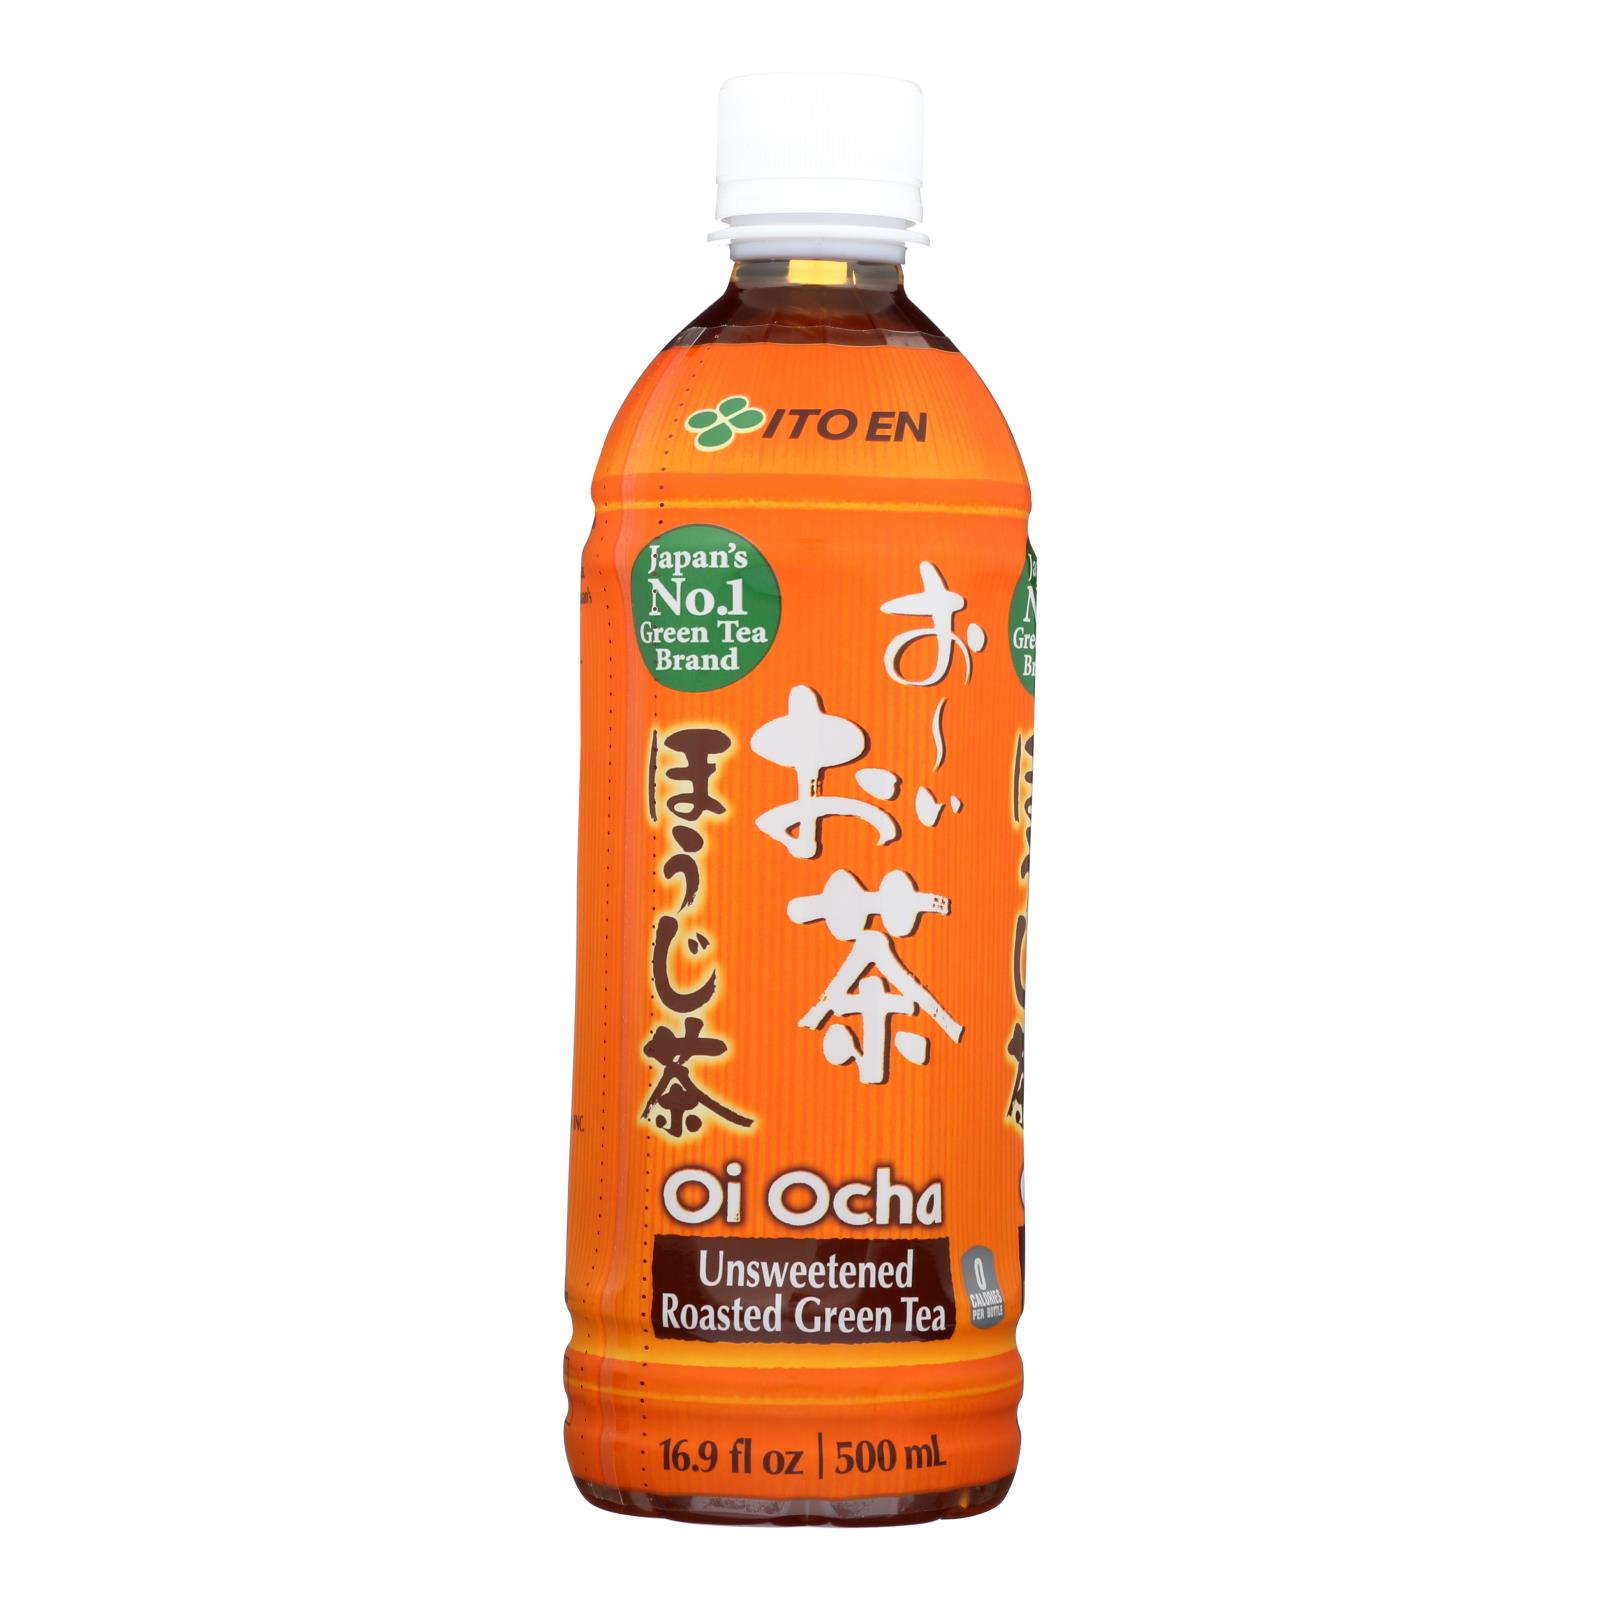 ITO EN
Japan's
No.1
Green Tea
Brand
お〜い
お茶
ほうじ茶
Oi Ocha
Unsweetened
Roasted Green Tea
0
CALORIES
PER BOTTLE
16.9 fl oz | 500 mL
INC.